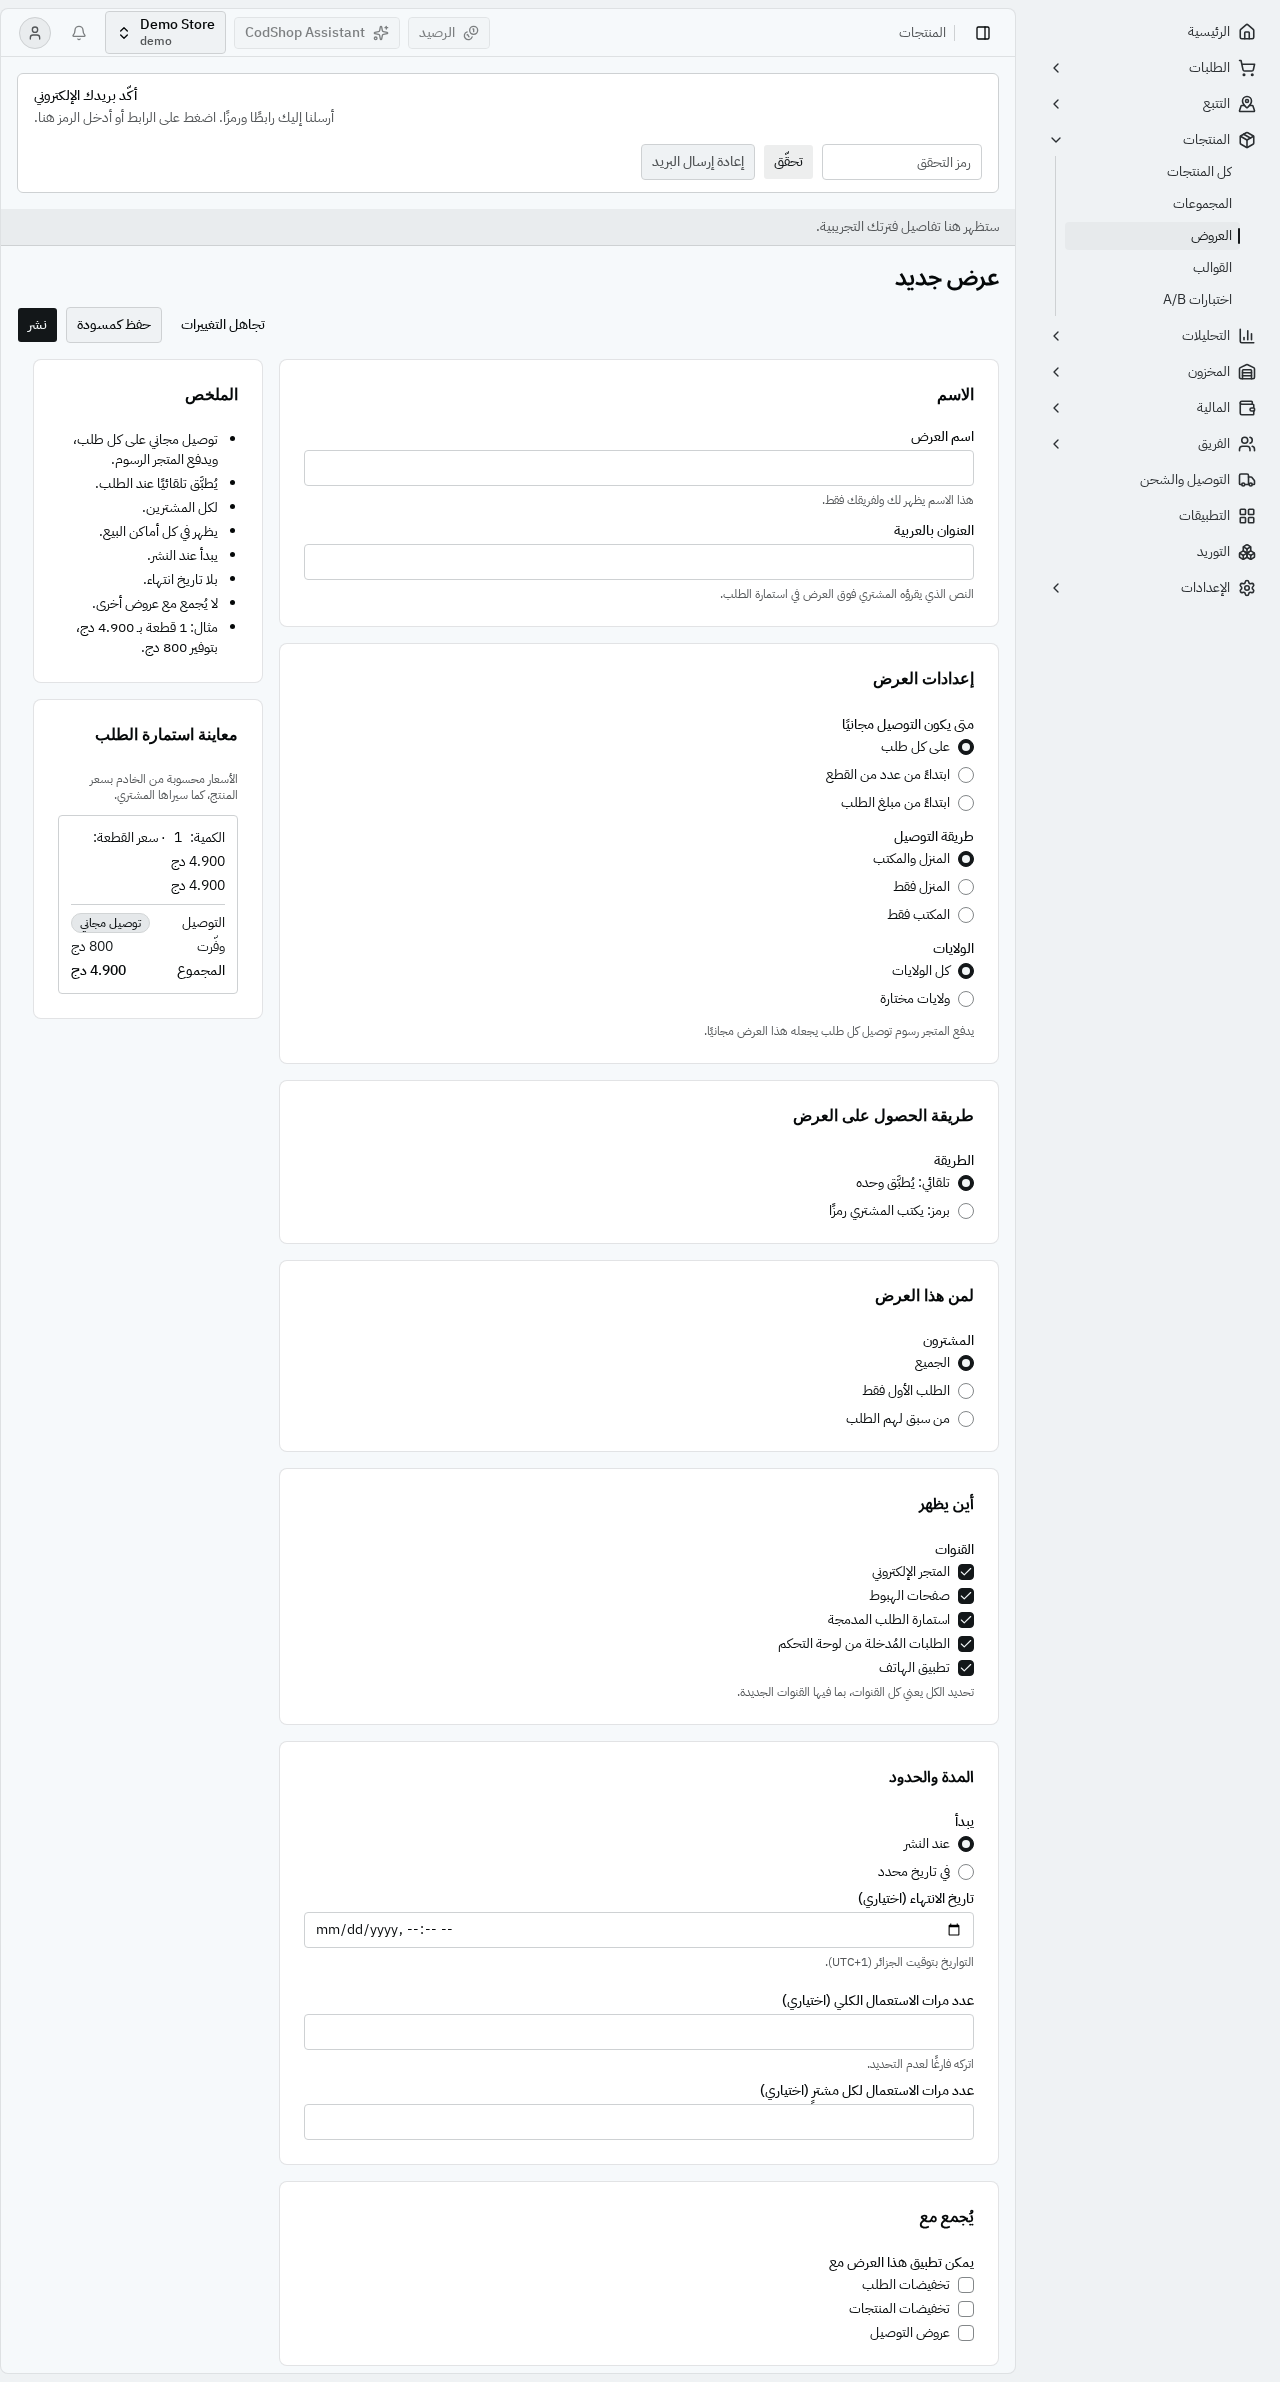 الرئيسية
الطلبات
التتبع
المنتجات
كل المنتجات
المجموعات
العروض
القوالب
اختبارات A/B
التحليلات
المخزون
المالية
الفريق
التوصيل والشحن
التطبيقات
التوريد
الإعدادات
المنتجات
الرصيد
CodShop Assistant
Demo Store
demo
أكّد بريدك الإلكتروني
أرسلنا إليك رابطًا ورمزًا. اضغط على الرابط أو أدخل الرمز هنا.
رمز التحقق
تحقّق
إعادة إرسال البريد
ستظهر هنا تفاصيل فترتك التجريبية.
عرض جديد
تجاهل التغييرات
حفظ كمسودة
نشر
الاسم
اسم العرض
هذا الاسم يظهر لك ولفريقك فقط.
العنوان بالعربية
النص الذي يقرؤه المشتري فوق العرض في استمارة الطلب.
إعدادات العرض
متى يكون التوصيل مجانيًا
على كل طلب
ابتداءً من عدد من القطع
ابتداءً من مبلغ الطلب
طريقة التوصيل
المنزل والمكتب
المنزل فقط
المكتب فقط
الولايات
كل الولايات
ولايات مختارة
يدفع المتجر رسوم توصيل كل طلب يجعله هذا العرض مجانيًا.
طريقة الحصول على العرض
الطريقة
تلقائي: يُطبَّق وحده
برمز: يكتب المشتري رمزًا
لمن هذا العرض
المشترون
الجميع
الطلب الأول فقط
من سبق لهم الطلب
أين يظهر
القنوات
المتجر الإلكتروني
صفحات الهبوط
استمارة الطلب المدمجة
الطلبات المُدخلة من لوحة التحكم
تطبيق الهاتف
تحديد الكل يعني كل القنوات، بما فيها القنوات الجديدة.
المدة والحدود
يبدأ
عند النشر
في تاريخ محدد
تاريخ الانتهاء (اختياري)
mm/dd/yyyy, --:-- --
التواريخ بتوقيت الجزائر (UTC+1).
عدد مرات الاستعمال الكلي (اختياري)
اتركه فارغًا لعدم التحديد.
عدد مرات الاستعمال لكل مشترٍ (اختياري)
يُجمع مع
يمكن تطبيق هذا العرض مع
تخفيضات الطلب
تخفيضات المنتجات
عروض التوصيل
الملخص
توصيل مجاني على كل طلب،
ويدفع المتجر الرسوم.
يُطبَّق تلقائيًا عند الطلب.
لكل المشترين.
يظهر في كل أماكن البيع.
يبدأ عند النشر.
بلا تاريخ انتهاء.
لا يُجمع مع عروض أخرى.
مثال: 1 قطعة بـ 4.900 دج،
بتوفير 800 دج.
معاينة استمارة الطلب
الأسعار محسوبة من الخادم بسعر
المنتج، كما سيراها المشتري.
الكمية: 1 · سعر القطعة:
4.900 دج
4.900 دج
التوصيل توصيل مجاني
وفّرت 800 دج
المجموع 4.900 دج